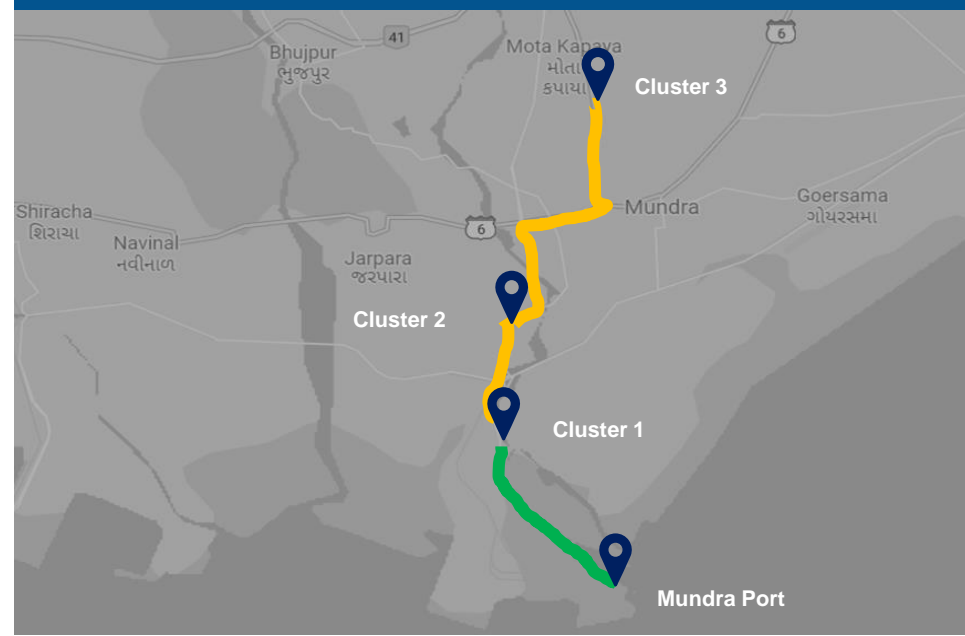 41
6
Bhujpur
ભુજપુર
Mota Kapaya
મોટા
કપાયા
Cluster 3
Shiracha
શિરાચા
Navinal
નવીનાળ
Jarpara
જરપારા
6
Mundra
Goersama
ગોયરસમા
Cluster 2
Cluster 1
Mundra Port